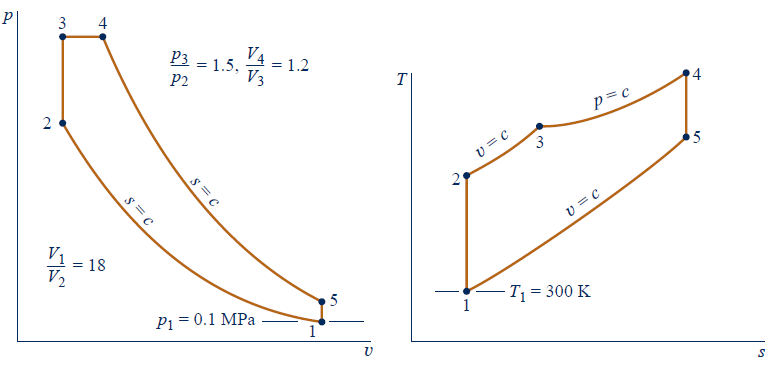 p
3 4
p3/p2 = 1.5, V4/V3 = 1.2
2
s = c
s = c
V1/V2 = 18
5
p1 = 0.1 MPa
1
v
T
4
p = c
v = c
3
5
2
v = c
T1 = 300 K
1
s